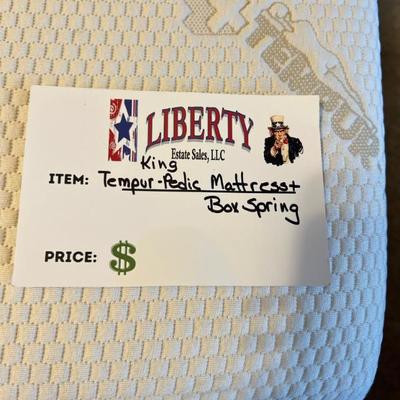 TEMPUR
LIBERTY
Estate Sales, LLC
King
ITEM: Tempur-Pedic Mattress+
Box Spring
PRICE: $